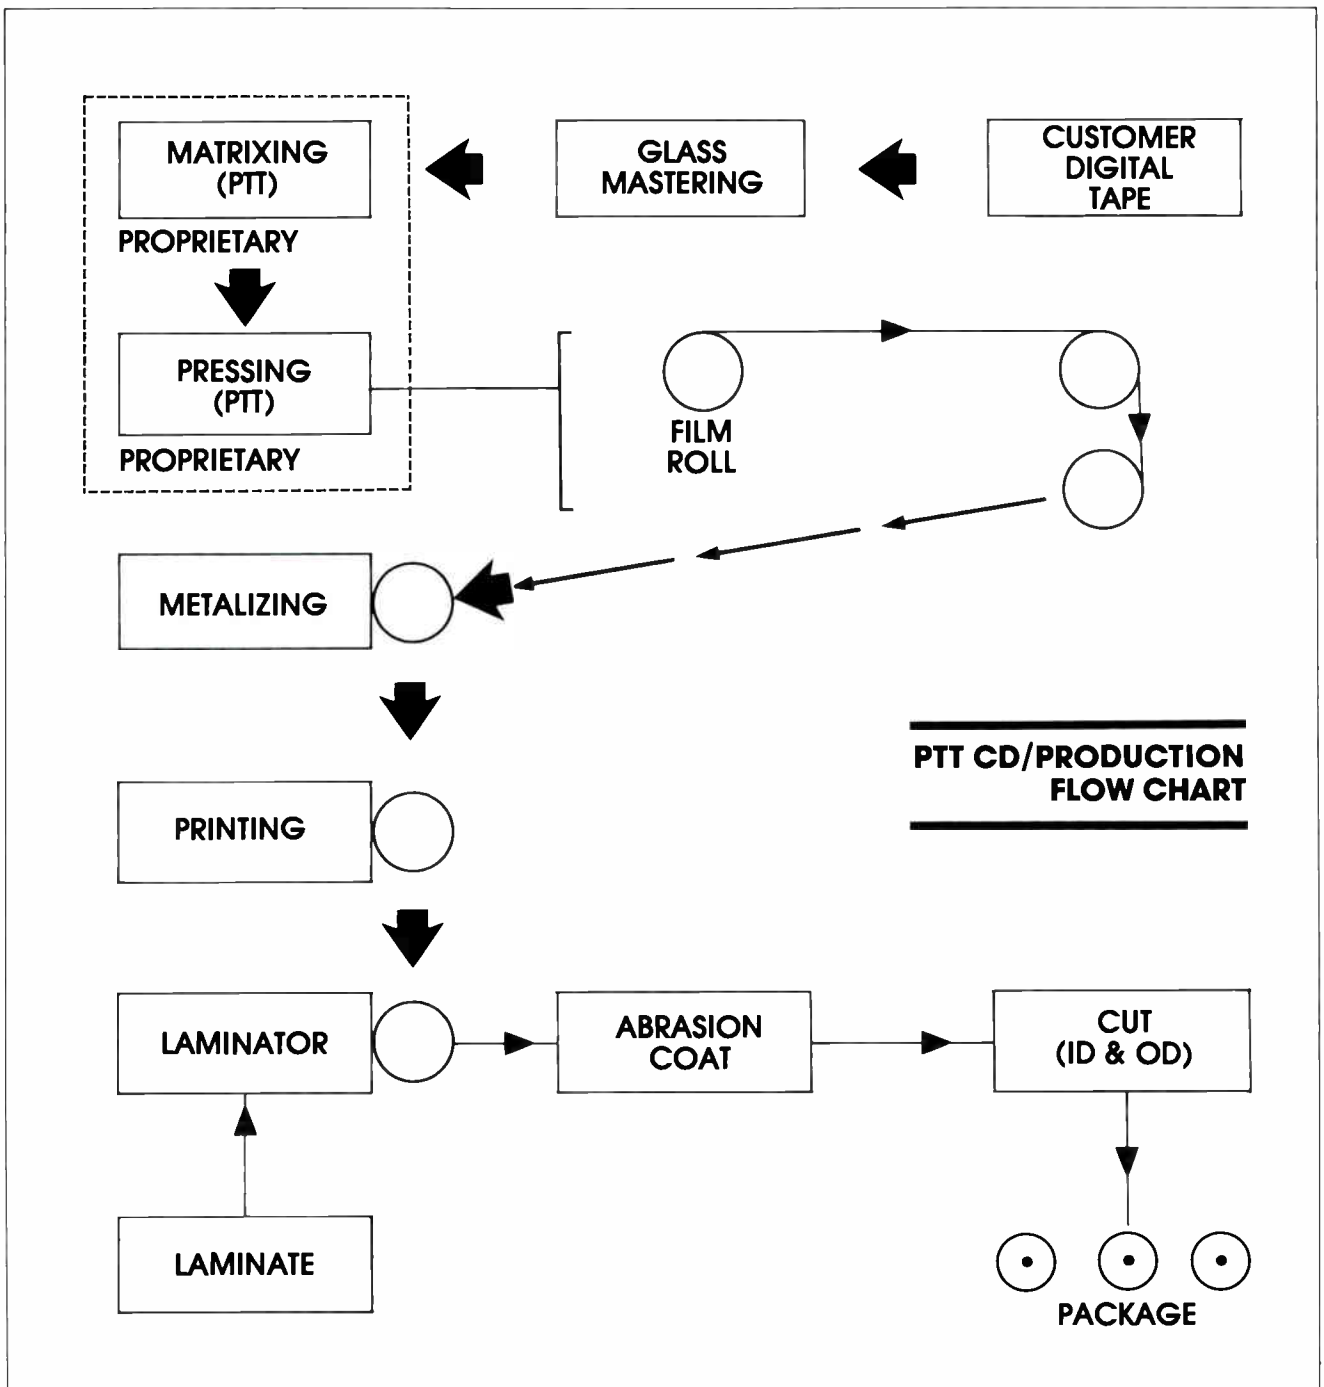 MATRIXING
(PTT)
PROPRIETARY
GLASS
MASTERING
CUSTOMER
DIGITAL
TAPE
PRESSING
(PTT)
PROPRIETARY
FILM
ROLL
METALIZING
PTT CD/PRODUCTION
FLOW CHART
PRINTING
LAMINATOR
ABRASION
COAT
CUT
(ID & OD)
LAMINATE
PACKAGE